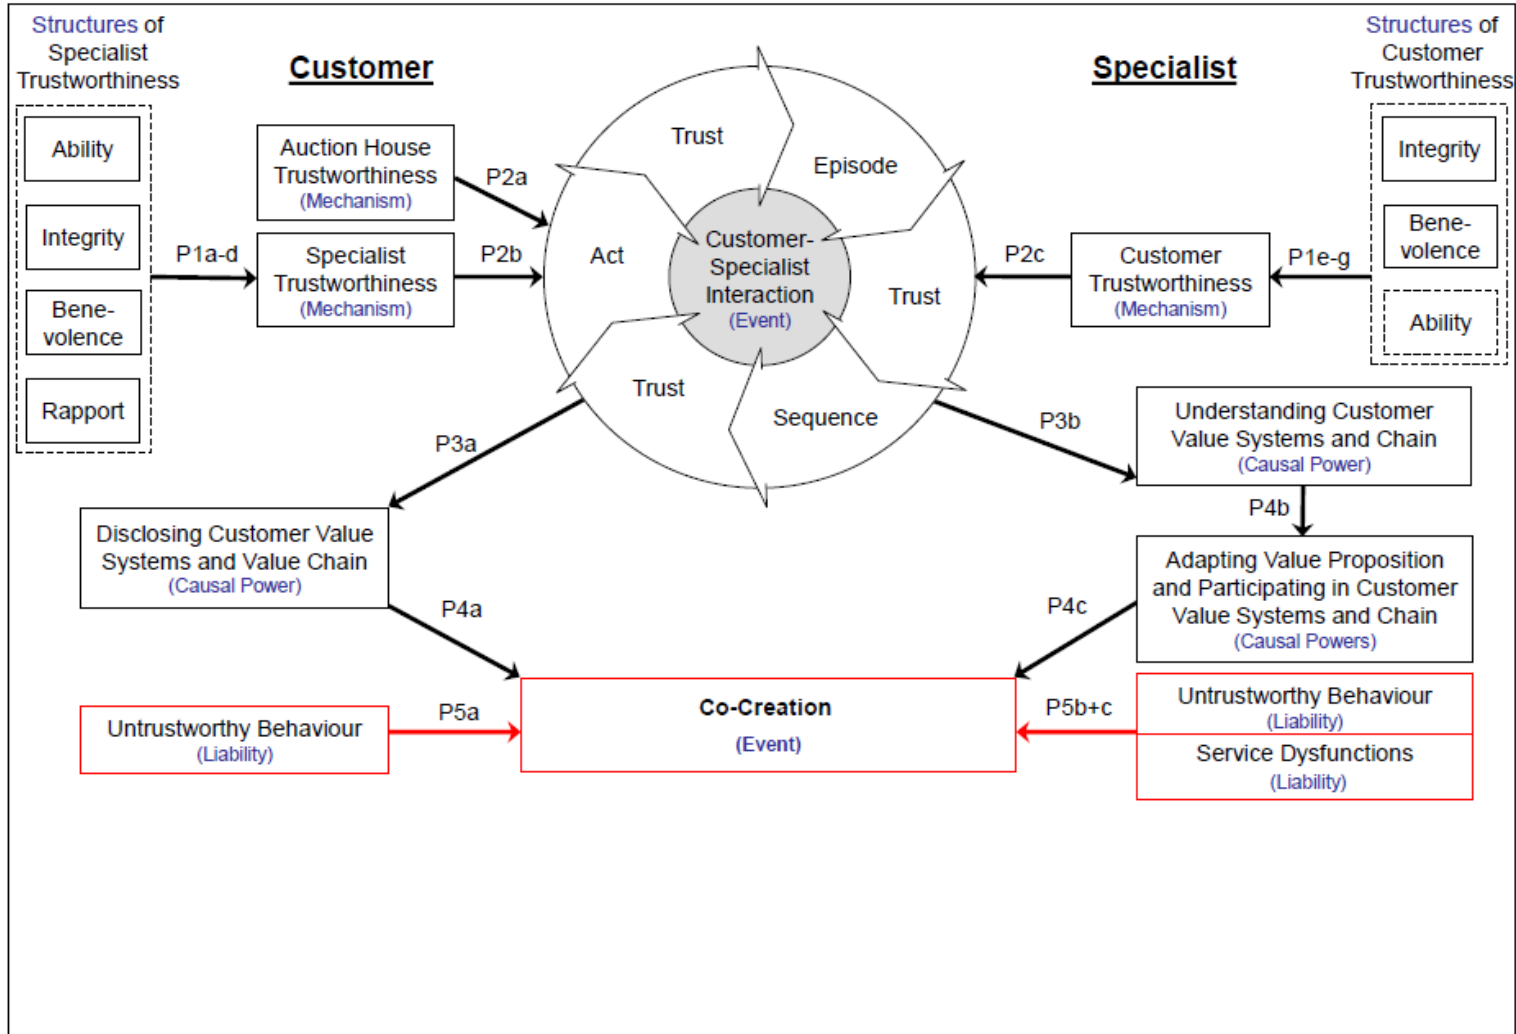 Structures of
Specialist
Trustworthiness
Customer
Specialist
Structures of
Customer
Trustworthiness
Ability
Integrity
Bene-
volence
Rapport
P1a-d
Auction House
Trustworthiness
(Mechanism)
P2a
Specialist
Trustworthiness
(Mechanism)
P2b
Trust
Episode
Act
Trust
Trust
Sequence
Customer-
Specialist
Interaction
(Event)
P2c
Customer
Trustworthiness
(Mechanism)
P1e-g
Integrity
Bene-
volence
Ability
P3a
P3b
Understanding Customer
Value Systems and Chain
(Causal Power)
P4b
Disclosing Customer Value
Systems and Value Chain
(Causal Power)
Adapting Value Proposition
and Participating in Customer
Value Systems and Chain
(Causal Powers)
P4a
P4c
Untrustworthy Behaviour
(Liability)
P5a
Co-Creation
(Event)
P5b+c
Untrustworthy Behaviour
(Liability)
Service Dysfunctions
(Liability)